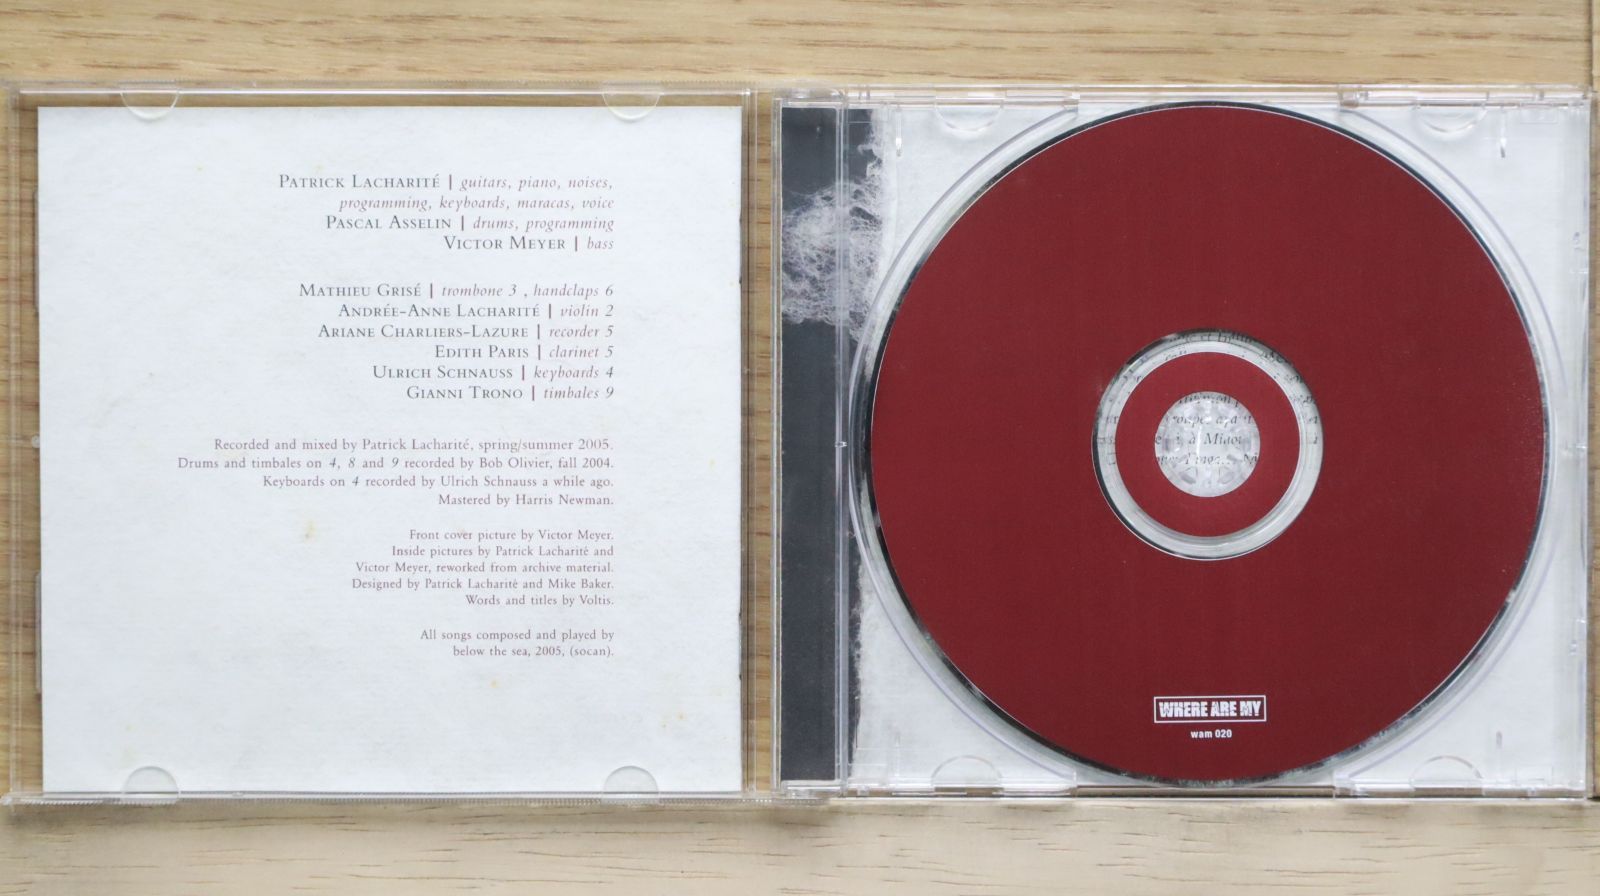 PATRICK LACHARITÉ | guitars, piano, noises,
programming, keyboards, maracas, voice
PASCAL ASSELIN | drums, programming
VICTOR MEYER | bass
MATHIEU GRISÉ | trombone 3 , handclaps 6
ANDRÉE-ANNE LACHARITÉ | violin 2
ARIANE CHARLIERS-LAZURE | recorder 5
EDITH PARIS | clarinet 5
ULRICH SCHNAUSS | keyboards 4
GIANNI TRONO | timbales 9
Recorded and mixed by Patrick Lacharité, spring/summer 2005.
Drums and timbales on 4, 8 and 9 recorded by Bob Olivier, fall 2004.
Keyboards on 4 recorded by Ulrich Schnauss a while ago.
Mastered by Harris Newman.
Front cover picture by Victor Meyer.
Inside pictures by Patrick Lacharité and
Victor Meyer, reworked from archive material.
Designed by Patrick Lacharité and Mike Baker.
Words and titles by Voltis.
All songs composed and played by
below the sea, 2005, (socan).
WHERE ARE MY
wam 020